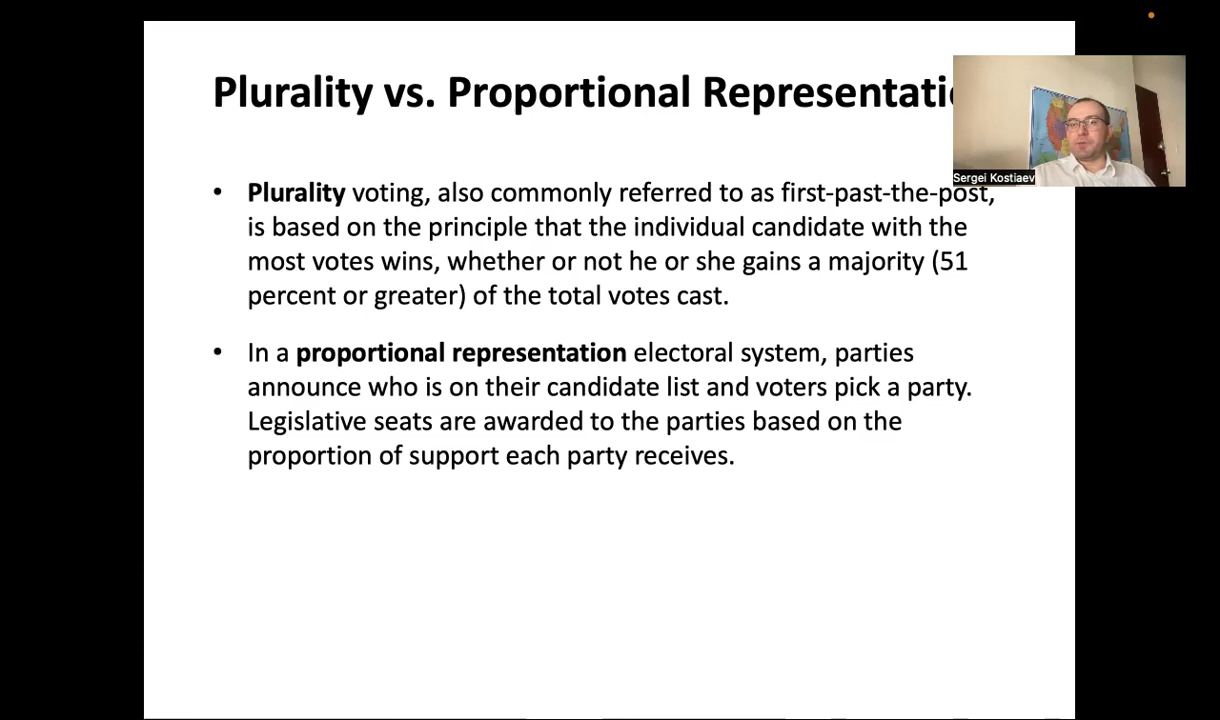 Plurality vs. Proportional Representatio
Sergei Kostiaev
• Plurality voting, also commonly referred to as first-past-the-post,
is based on the principle that the individual candidate with the
most votes wins, whether or not he or she gains a majority (51
percent or greater) of the total votes cast.
• In a proportional representation electoral system, parties
announce who is on their candidate list and voters pick a party.
Legislative seats are awarded to the parties based on the
proportion of support each party receives.